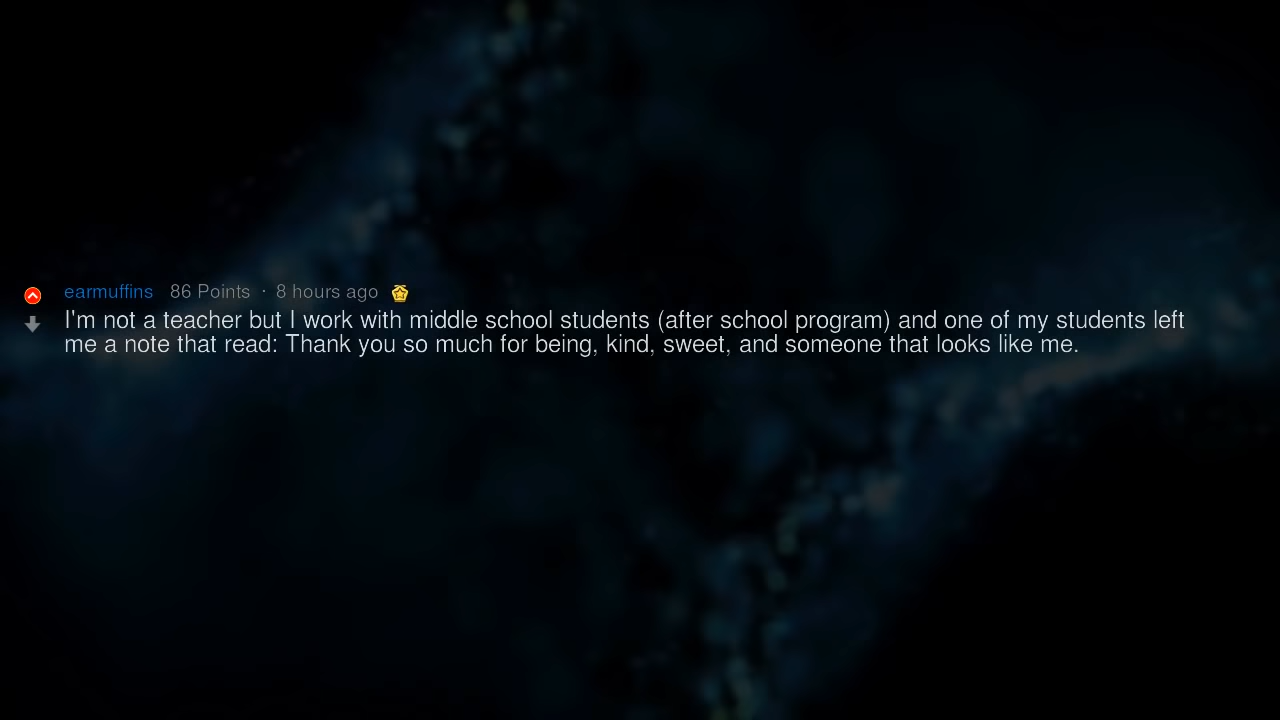 earmuffins 86 Points · 8 hours ago
I'm not a teacher but I work with middle school students (after school program) and one of my students left
me a note that read: Thank you so much for being, kind, sweet, and someone that looks like me.